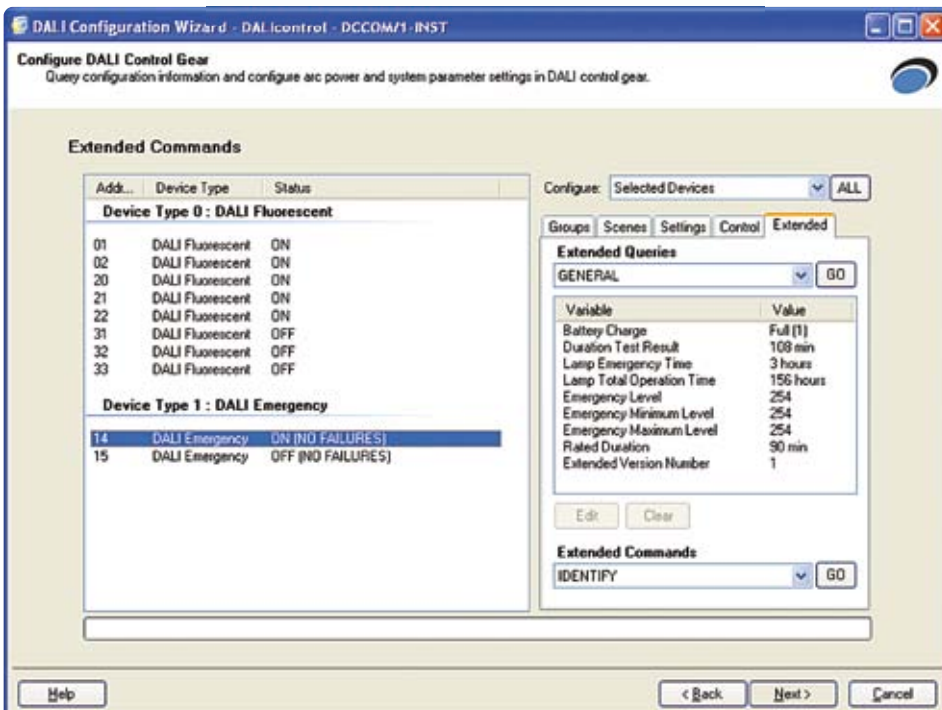 DALI Configuration Wizard - DALIcontrol - DCCOM/1-INST
Configure DALI Control Gear
Query configuration information and configure arc power and system parameter settings in DALI control gear.
Extended Commands
Addr... Device Type Status
Device Type 0 : DALI Fluorescent
01 DALI Fluorescent ON
02 DALI Fluorescent ON
20 DALI Fluorescent ON
21 DALI Fluorescent ON
22 DALI Fluorescent ON
31 DALI Fluorescent OFF
32 DALI Fluorescent OFF
33 DALI Fluorescent OFF
Device Type 1 : DALI Emergency
14 DALI Emergency ON (NO FAILURES)
15 DALI Emergency OFF (NO FAILURES)
Configure: Selected Devices ALL
Groups Scenes Settings Control Extended
Extended Queries
GENERAL GO
Variable Value
Battery Charge Full (1)
Duration Test Result 108 min
Lamp Emergency Time 3 hours
Lamp Total Operation Time 156 hours
Emergency Level 254
Emergency Minimum Level 254
Emergency Maximum Level 254
Rated Duration 90 min
Extended Version Number 1
Edit Clear
Extended Commands
IDENTIFY GO
Help < Back Next > Cancel